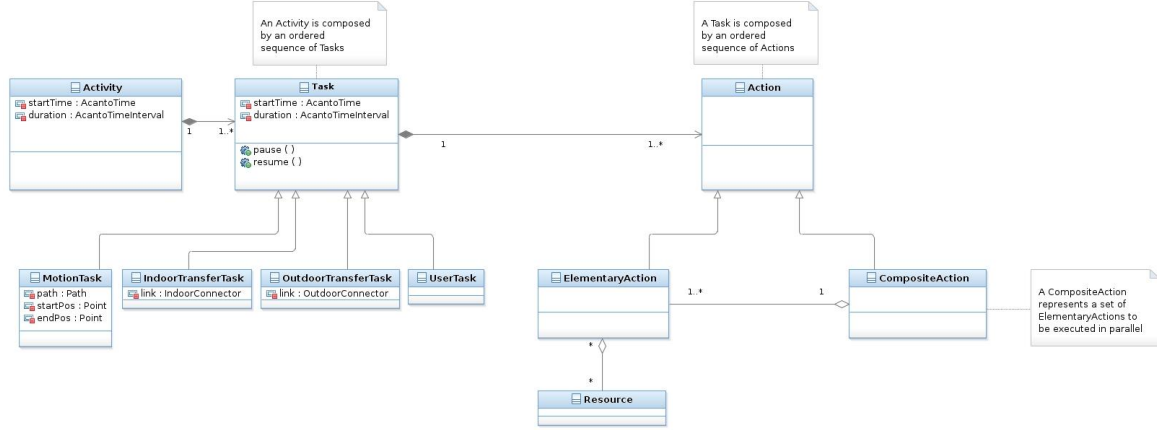 An Activity is composed
by an ordered
sequence of Tasks
A Task is composed
by an ordered
sequence of Actions
Activity
startTime : AcantoTime
duration : AcantoTimeInterval
1
1..*
Task
startTime : AcantoTime
duration : AcantoTimeInterval
pause ( )
resume ( )
1
1..*
Action
MotionTask
path : Path
startPos : Point
endPos : Point
IndoorTransferTask
link : IndoorConnector
OutdoorTransferTask
link : OutdoorConnector
UserTask
ElementaryAction
1..*
1
CompositeAction
A CompositeAction
represents a set of
ElementaryActions to
be executed in parallel
*
*
Resource